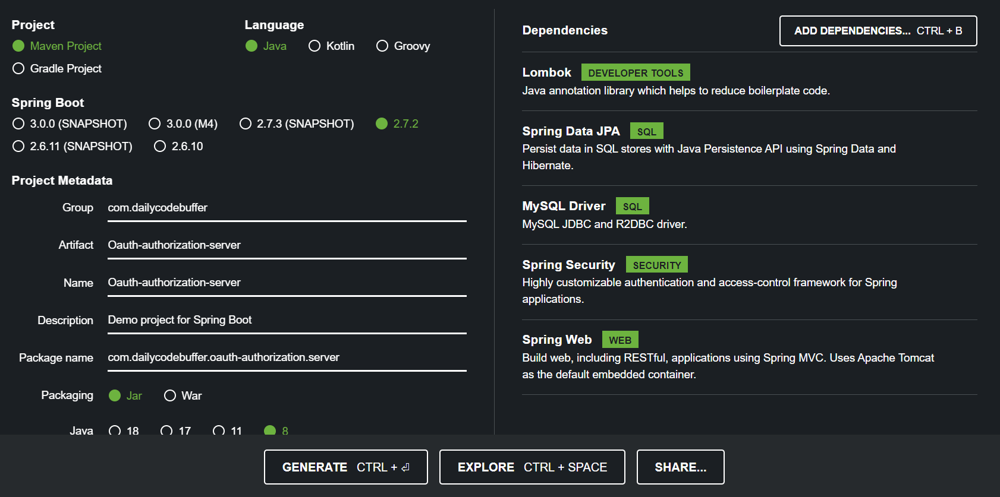 Project
Maven Project
Gradle Project
Language
Java Kotlin Groovy
Spring Boot
3.0.0 (SNAPSHOT) 3.0.0 (M4) 2.7.3 (SNAPSHOT) 2.7.2
2.6.11 (SNAPSHOT) 2.6.10
Project Metadata
Group com.dailycodebuffer
Artifact Oauth-authorization-server
Name Oauth-authorization-server
Description Demo project for Spring Boot
Package name com.dailycodebuffer.oauth-authorization.server
Packaging Jar War
Java 18 17 11 8
Dependencies ADD DEPENDENCIES... CTRL + B
Lombok DEVELOPER TOOLS
Java annotation library which helps to reduce boilerplate code.
Spring Data JPA SQL
Persist data in SQL stores with Java Persistence API using Spring Data and
Hibernate.
MySQL Driver SQL
MySQL JDBC and R2DBC driver.
Spring Security SECURITY
Highly customizable authentication and access-control framework for Spring
applications.
Spring Web WEB
Build web, including RESTful, applications using Spring MVC. Uses Apache Tomcat
as the default embedded container.
GENERATE CTRL + ⏎ EXPLORE CTRL + SPACE SHARE...